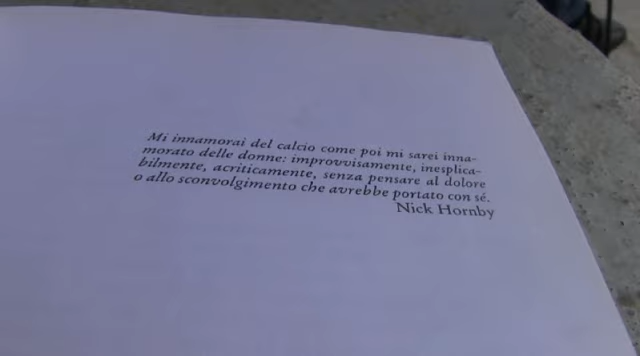 Mi innamorai del calcio come poi mi sarei inna-
morato delle donne: improvvisamente, inesplica-
bilmente, acriticamente, senza pensare al dolore
o allo sconvolgimento che avrebbe portato con sé.
Nick Hornby